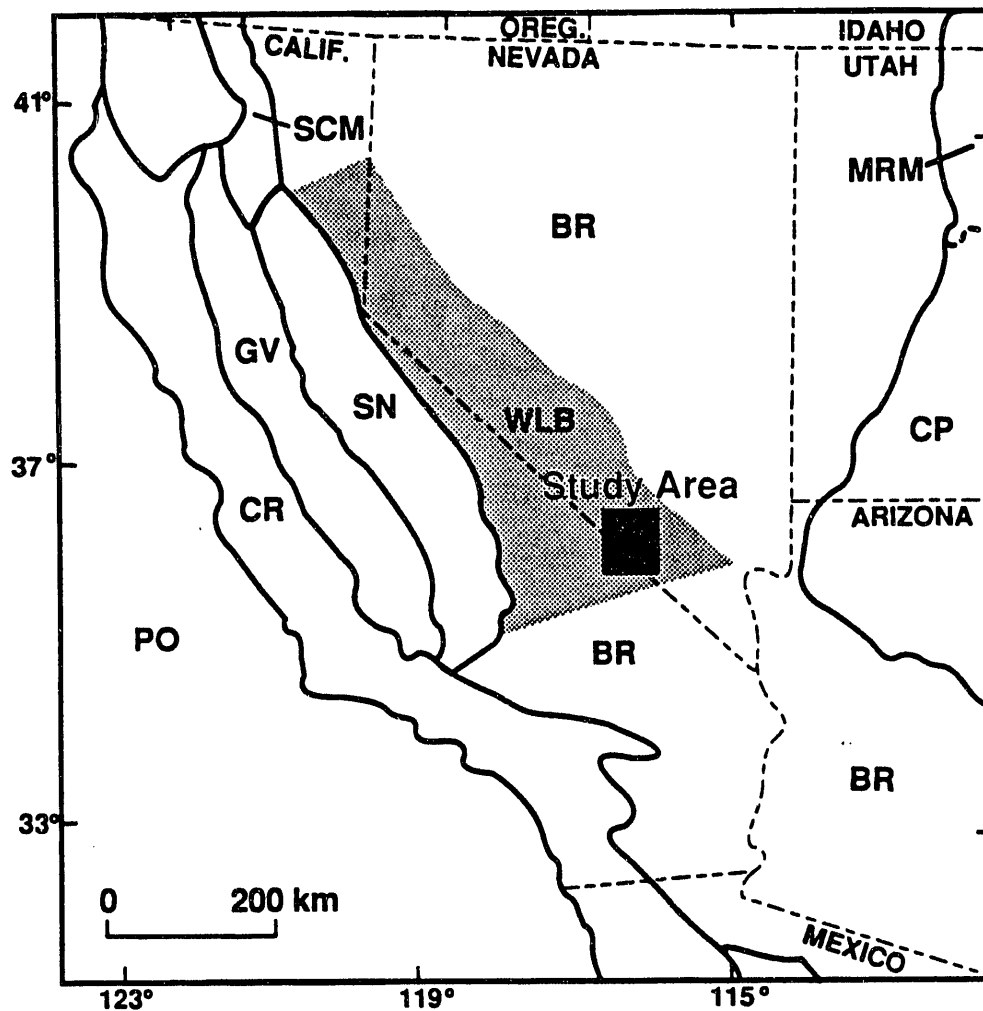 OREG.
IDAHO
CALIF.
NEVADA
UTAH
41°
SCM
MRM
BR
GV
SN
WLB
CP
37°
Study Area
CR
ARIZONA
PO
BR
BR
33°
0 200 km
MEXICO
123° 119° 115°